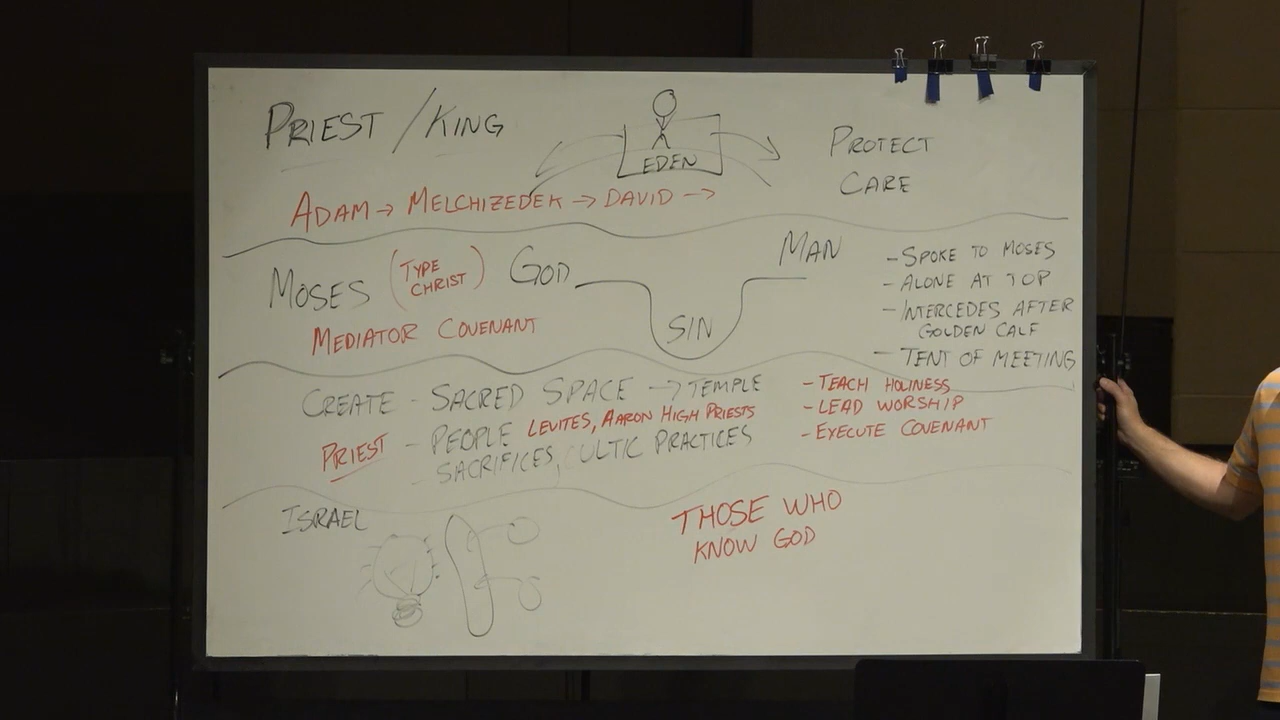 PRIEST / KING
EDEN
PROTECT
CARE
ADAM → MELCHIZEDEK → DAVID →
MOSES (TYPE CHRIST)
GOD
MAN
SIN
MEDIATOR COVENANT
- SPOKE TO MOSES
- ALONE AT TOP
- INTERCEDES AFTER
GOLDEN CALF
- TENT OF MEETING
CREATE - SACRED SPACE → TEMPLE
PRIEST - PEOPLE LEVITES, AARON HIGH PRIESTS
- SACRIFICES, CULTIC PRACTICES
- TEACH HOLINESS
- LEAD WORSHIP
- EXECUTE COVENANT
ISRAEL
THOSE WHO
KNOW GOD